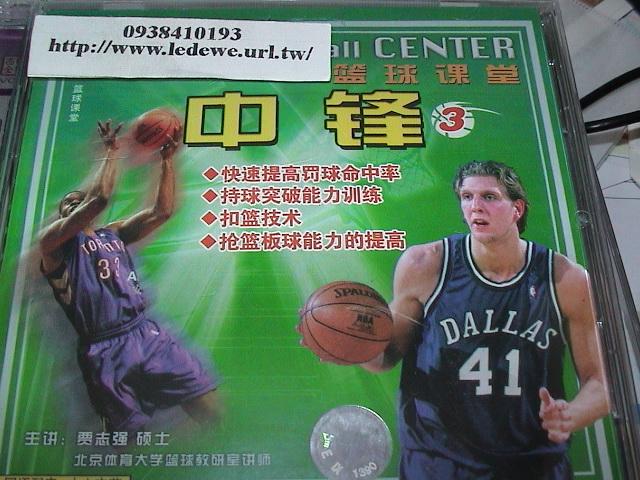 0938410193
http://www.ledewe.url.tw/
all CENTER
篮球课堂
篮球课堂
中锋 3
◆快速提高罚球命中率
◆持球突破能力训练
◆扣篮技术
◆抢篮板球能力的提高
TORONTO
SPALDING
NBA
DALLAS
41
主讲：贾志强 硕士
北京体育大学篮球教研室讲师
1390